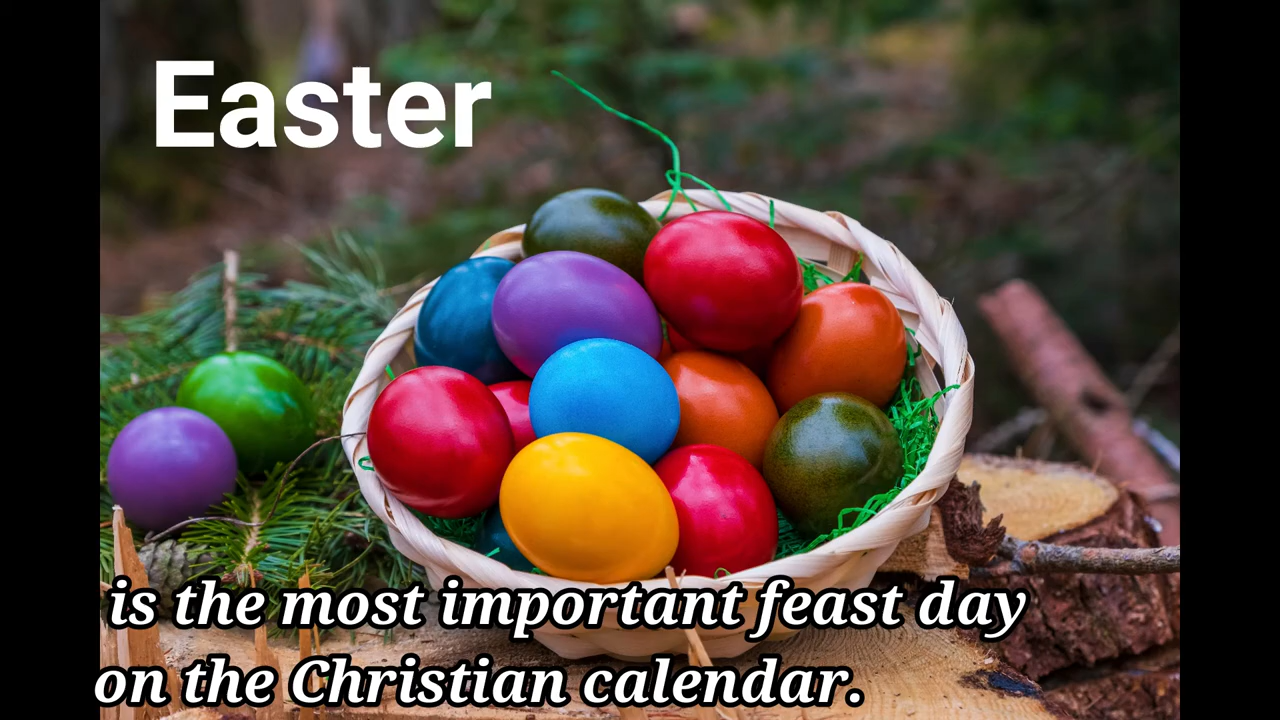 Easter
is the most important feast day
on the Christian calendar.